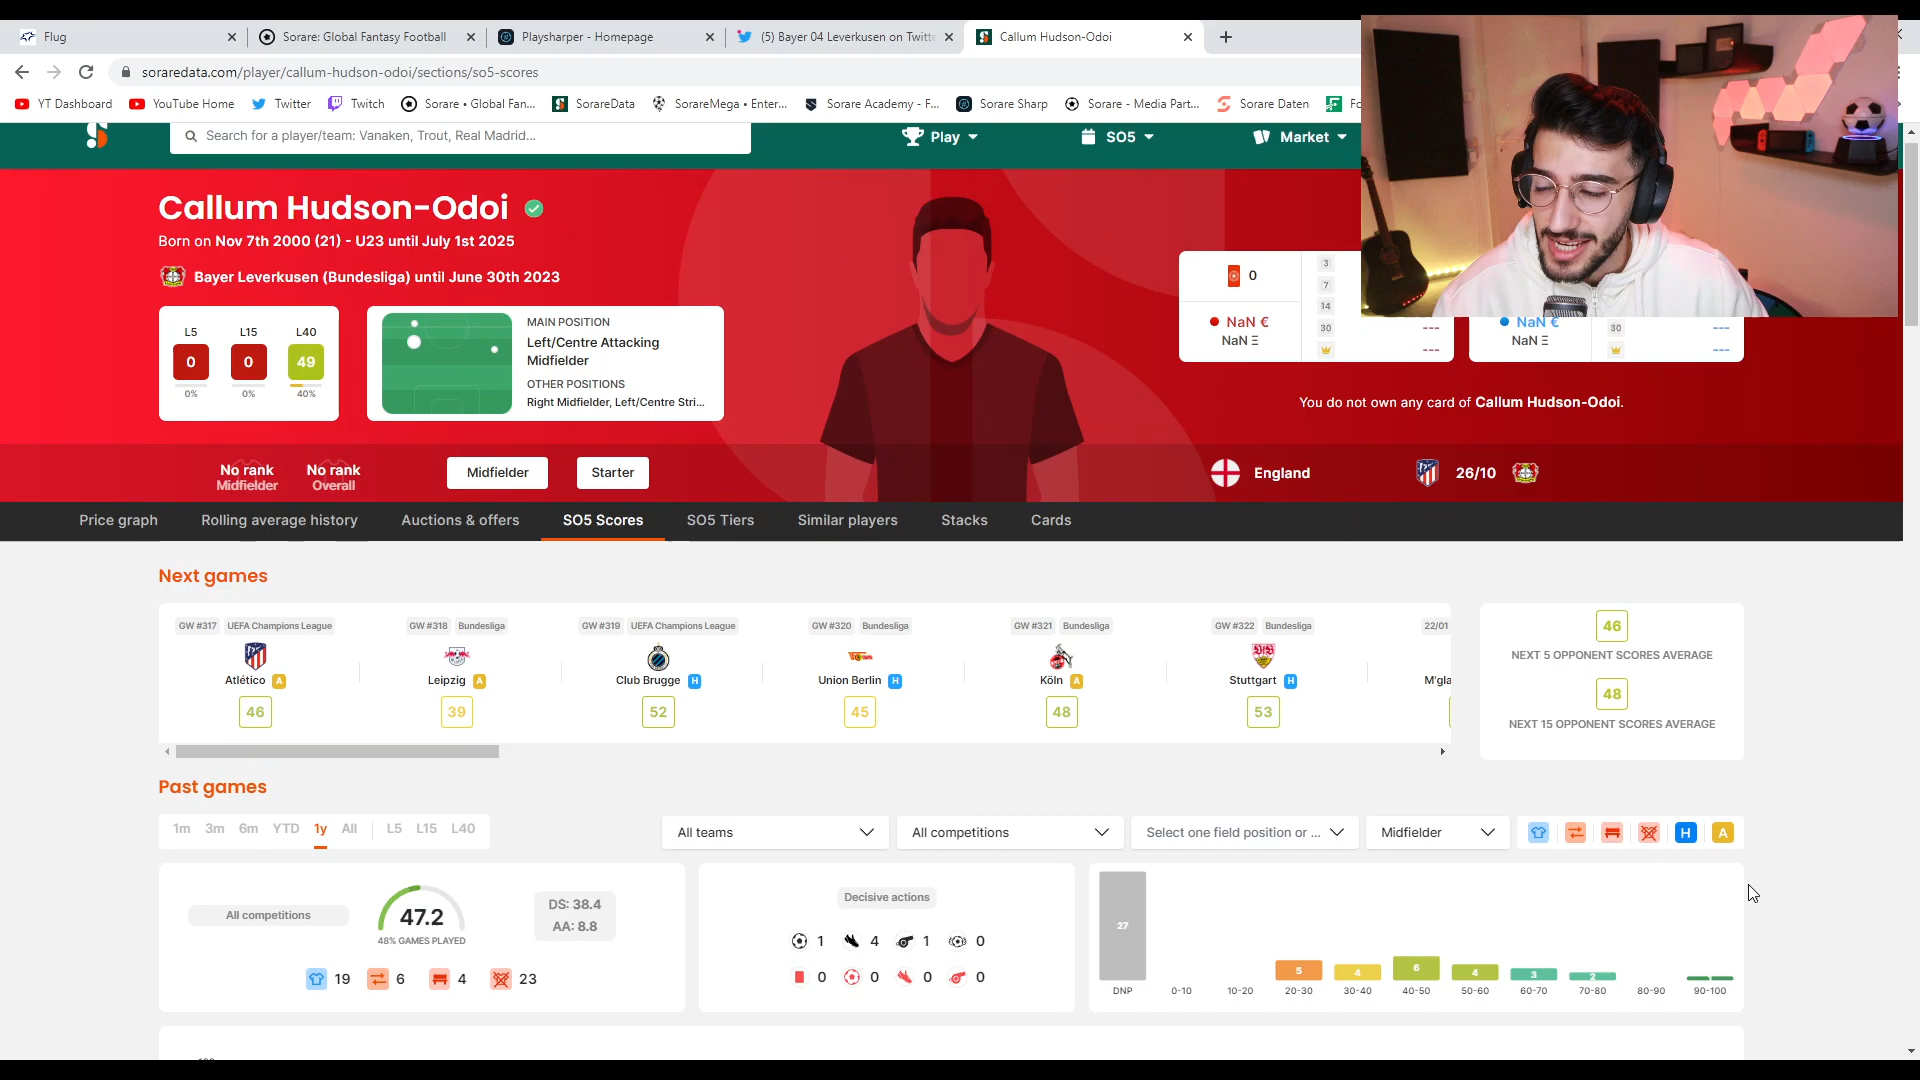 Flug
Sorare: Global Fantasy Football
Playsharper - Homepage
(5) Bayer 04 Leverkusen on Twitte
Callum Hudson-Odoi
soraredata.com/player/callum-hudson-odoi/sections/so5-scores
YT Dashboard
YouTube Home
Twitter
Twitch
Sorare • Global Fan...
SorareData
SorareMega • Enter...
Sorare Academy - F...
Sorare Sharp
Sorare - Media Part...
Sorare Daten
Fo
Search for a player/team: Vanaken, Trout, Real Madrid...
Play
SO5
Market
Callum Hudson-Odoi
Born on Nov 7th 2000 (21) - U23 until July 1st 2025
Bayer Leverkusen (Bundesliga) until June 30th 2023
L5 L15 L40
0 0 49
0% 0% 40%
MAIN POSITION
Left/Centre Attacking
Midfielder
OTHER POSITIONS
Right Midfielder, Left/Centre Stri...
0
NaN €
NaN Ξ
3
7
14
30
---
---
NaN €
NaN Ξ
30
---
---
You do not own any card of Callum Hudson-Odoi.
No rank
Midfielder
No rank
Overall
Midfielder
Starter
England
26/10
Price graph
Rolling average history
Auctions & offers
SO5 Scores
SO5 Tiers
Similar players
Stacks
Cards
Next games
GW #317 UEFA Champions League
Atlético A
46
GW #318 Bundesliga
Leipzig A
39
GW #319 UEFA Champions League
Club Brugge H
52
GW #320 Bundesliga
Union Berlin H
45
GW #321 Bundesliga
Köln A
48
GW #322 Bundesliga
Stuttgart H
53
22/01
M'gla
46
NEXT 5 OPPONENT SCORES AVERAGE
48
NEXT 15 OPPONENT SCORES AVERAGE
Past games
1m 3m 6m YTD 1y All L5 L15 L40
All teams
All competitions
Select one field position or ...
Midfielder
H
A
All competitions
47.2
48% GAMES PLAYED
DS: 38.4
AA: 8.8
19 6 4 23
Decisive actions
1 4 1 0
0 0 0 0
27 5 4 6 4 3 2
DNP 0-10 10-20 20-30 30-40 40-50 50-60 60-70 70-80 80-90 90-100